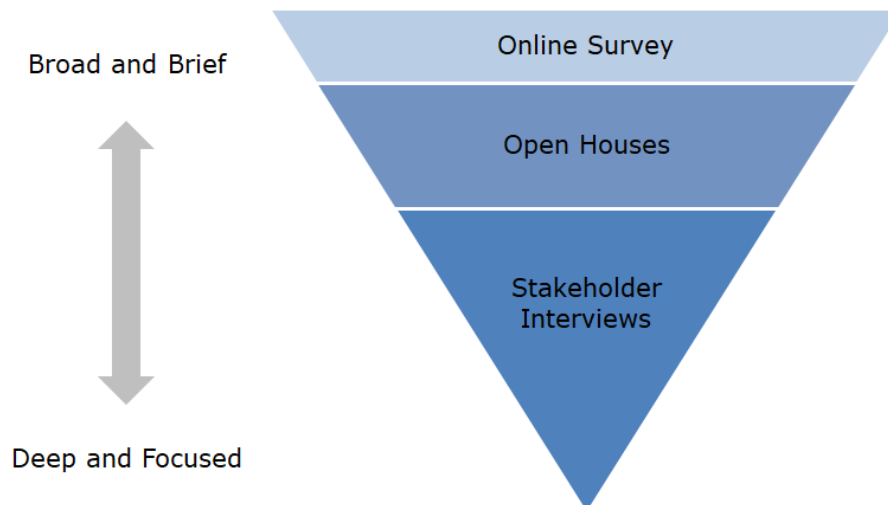 Online Survey
Broad and Brief
Open Houses
Stakeholder
Interviews
Deep and Focused